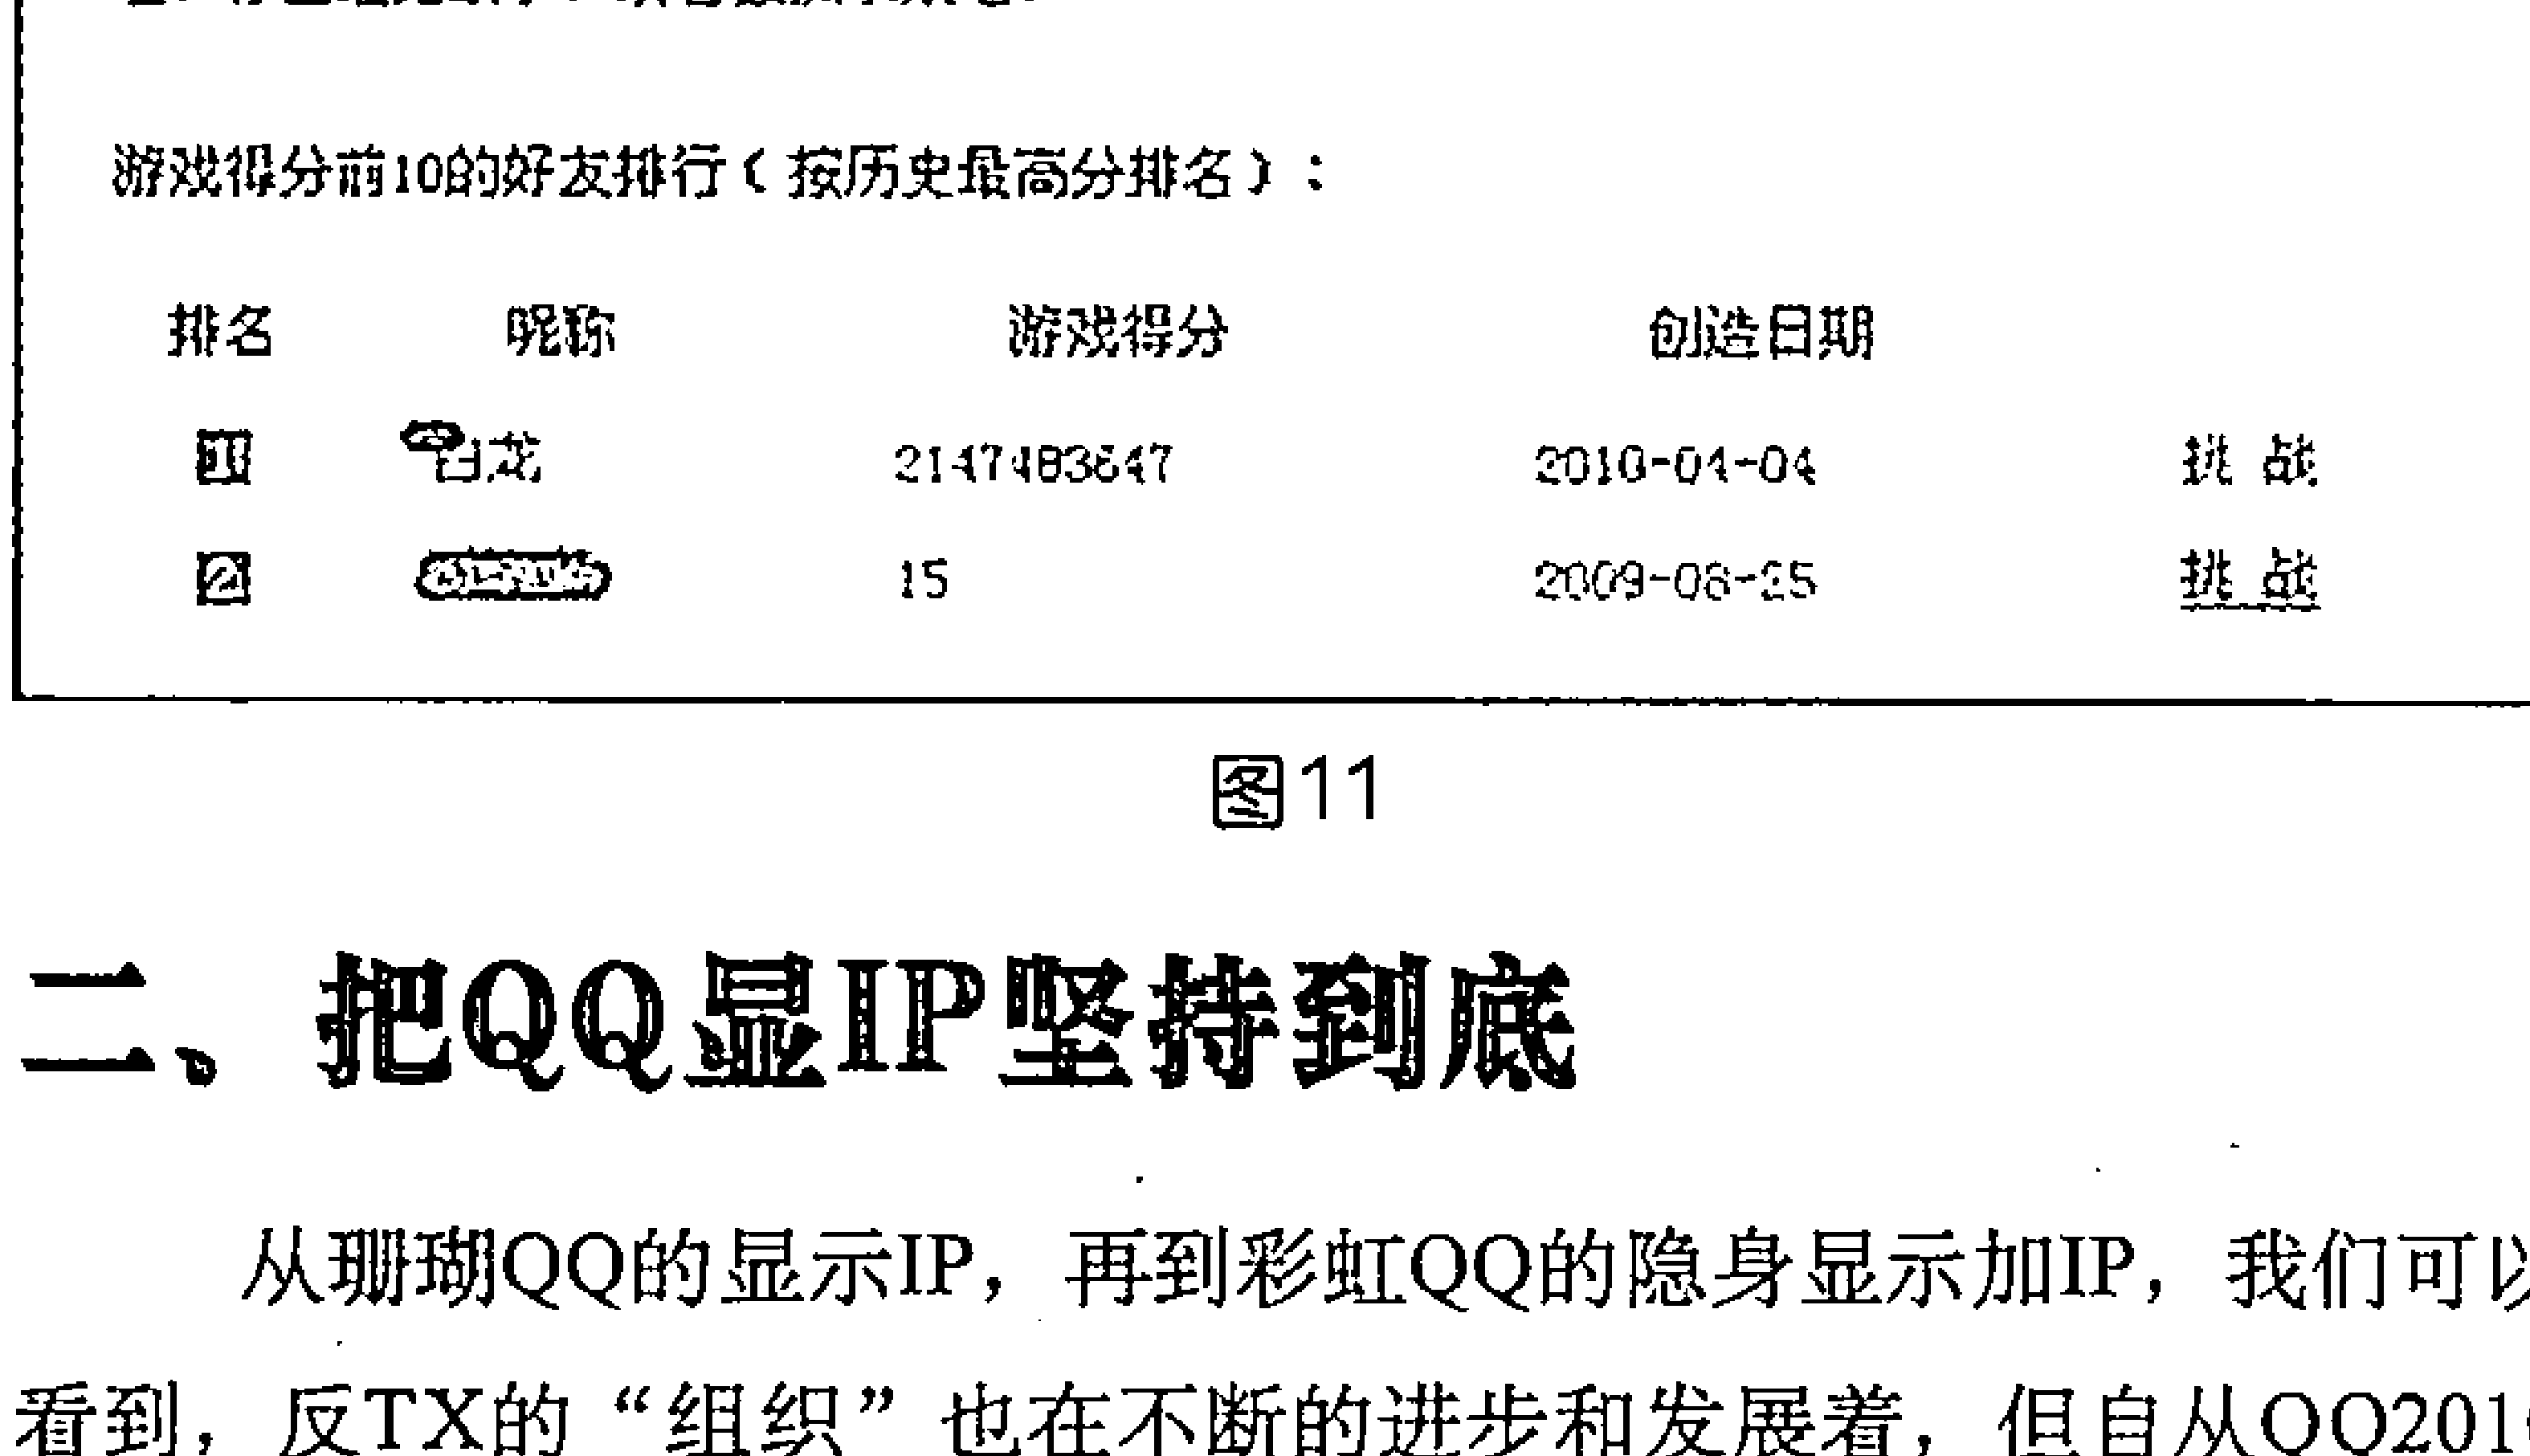 游戏得分前10的好友排行(按历史最高分排名):
排名 昵称 游戏得分 创造日期
1 白龙 2147483647 2010-04-04 挑 战
2 15 2009-08-25 挑 战
图11
二、把QQ显IP坚持到底
从珊瑚QQ的显示IP，再到彩虹QQ的隐身显示加IP，我们可以
看到，反TX的“组织”也在不断的进步和发展着，但自从QQ201